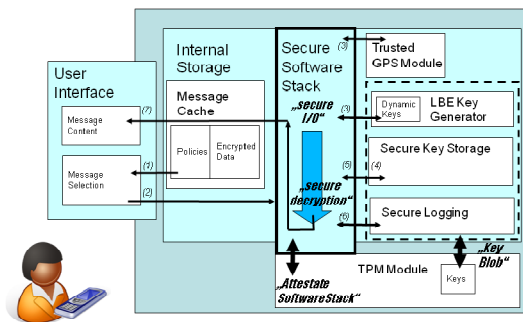 User
Interface
Message
Content
Message
Selection
(7)
(1)
(2)
Internal
Storage
Message
Cache
Policies
Encrypted
Data
Secure
Software
Stack
„secure
I/O“
„secure
decryption“
(3)
(3)
(5)
(4)
(6)
Trusted
GPS Module
Dynamic
Keys
LBE Key
Generator
Secure Key Storage
Secure Logging
„Attestate
SoftwareStack“
TPM Module
„Key
Blob“
Keys